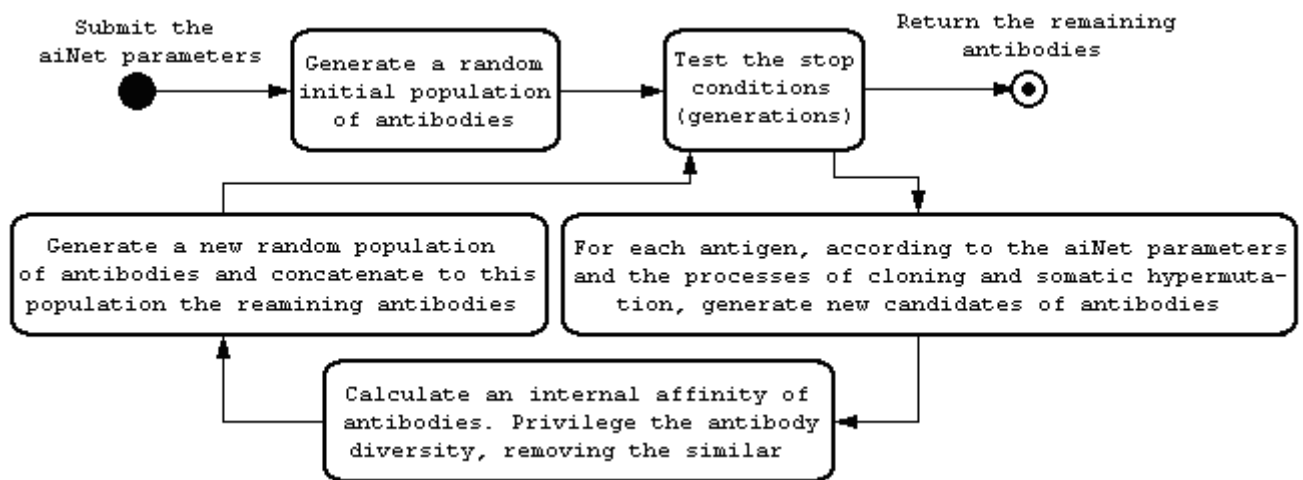 Submit the
aiNet parameters
Generate a random
initial population
of antibodies
Test the stop
conditions
(generations)
Return the remaining
antibodies
Generate a new random population
of antibodies and concatenate to this
population the reamining antibodies
For each antigen, according to the aiNet parameters
and the processes of cloning and somatic hypermuta-
tion, generate new candidates of antibodies
Calculate an internal affinity of
antibodies. Privilege the antibody
diversity, removing the similar